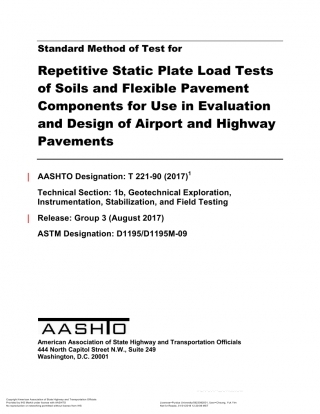 Standard Method of Test for
Repetitive Static Plate Load Tests
of Soils and Flexible Pavement
Components for Use in Evaluation
and Design of Airport and Highway
Pavements
AASHTO Designation: T 221-90 (2017)1
Technical Section: 1b, Geotechnical Exploration,
Instrumentation, Stabilization, and Field Testing
Release: Group 3 (August 2017)
ASTM Designation: D1195/D1195M-09
AASHTO
American Association of State Highway and Transportation Officials
444 North Capitol Street N.W., Suite 249
Washington, D.C. 20001